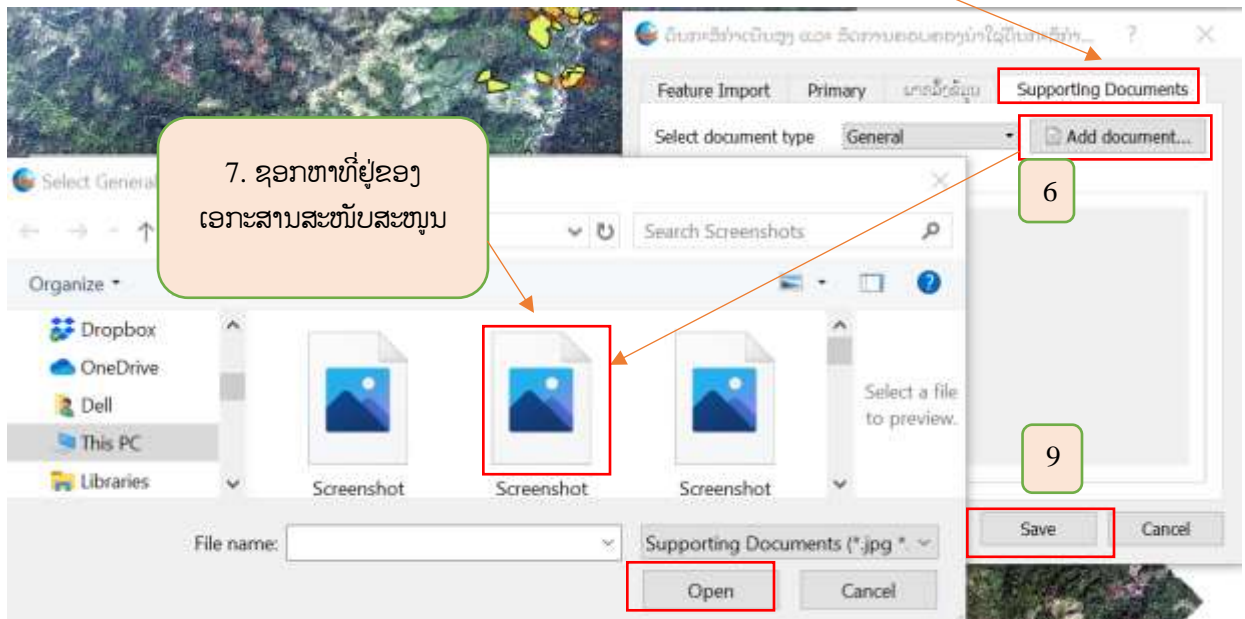 Feature Import Primary Supporting Documents
Select document type General Add document...
6
7. ຊອກຫາທີ່ຢູ່ຂອງ
ເອກະສານສະໜັບສະໜູນ
Select General
Search Screenshots
Organize
Dropbox
OneDrive
Dell
This PC
Libraries
Screenshot Screenshot Screenshot
Select a file
to preview.
9
Save Cancel
File name: Supporting Documents (*.jpg *.
Open Cancel